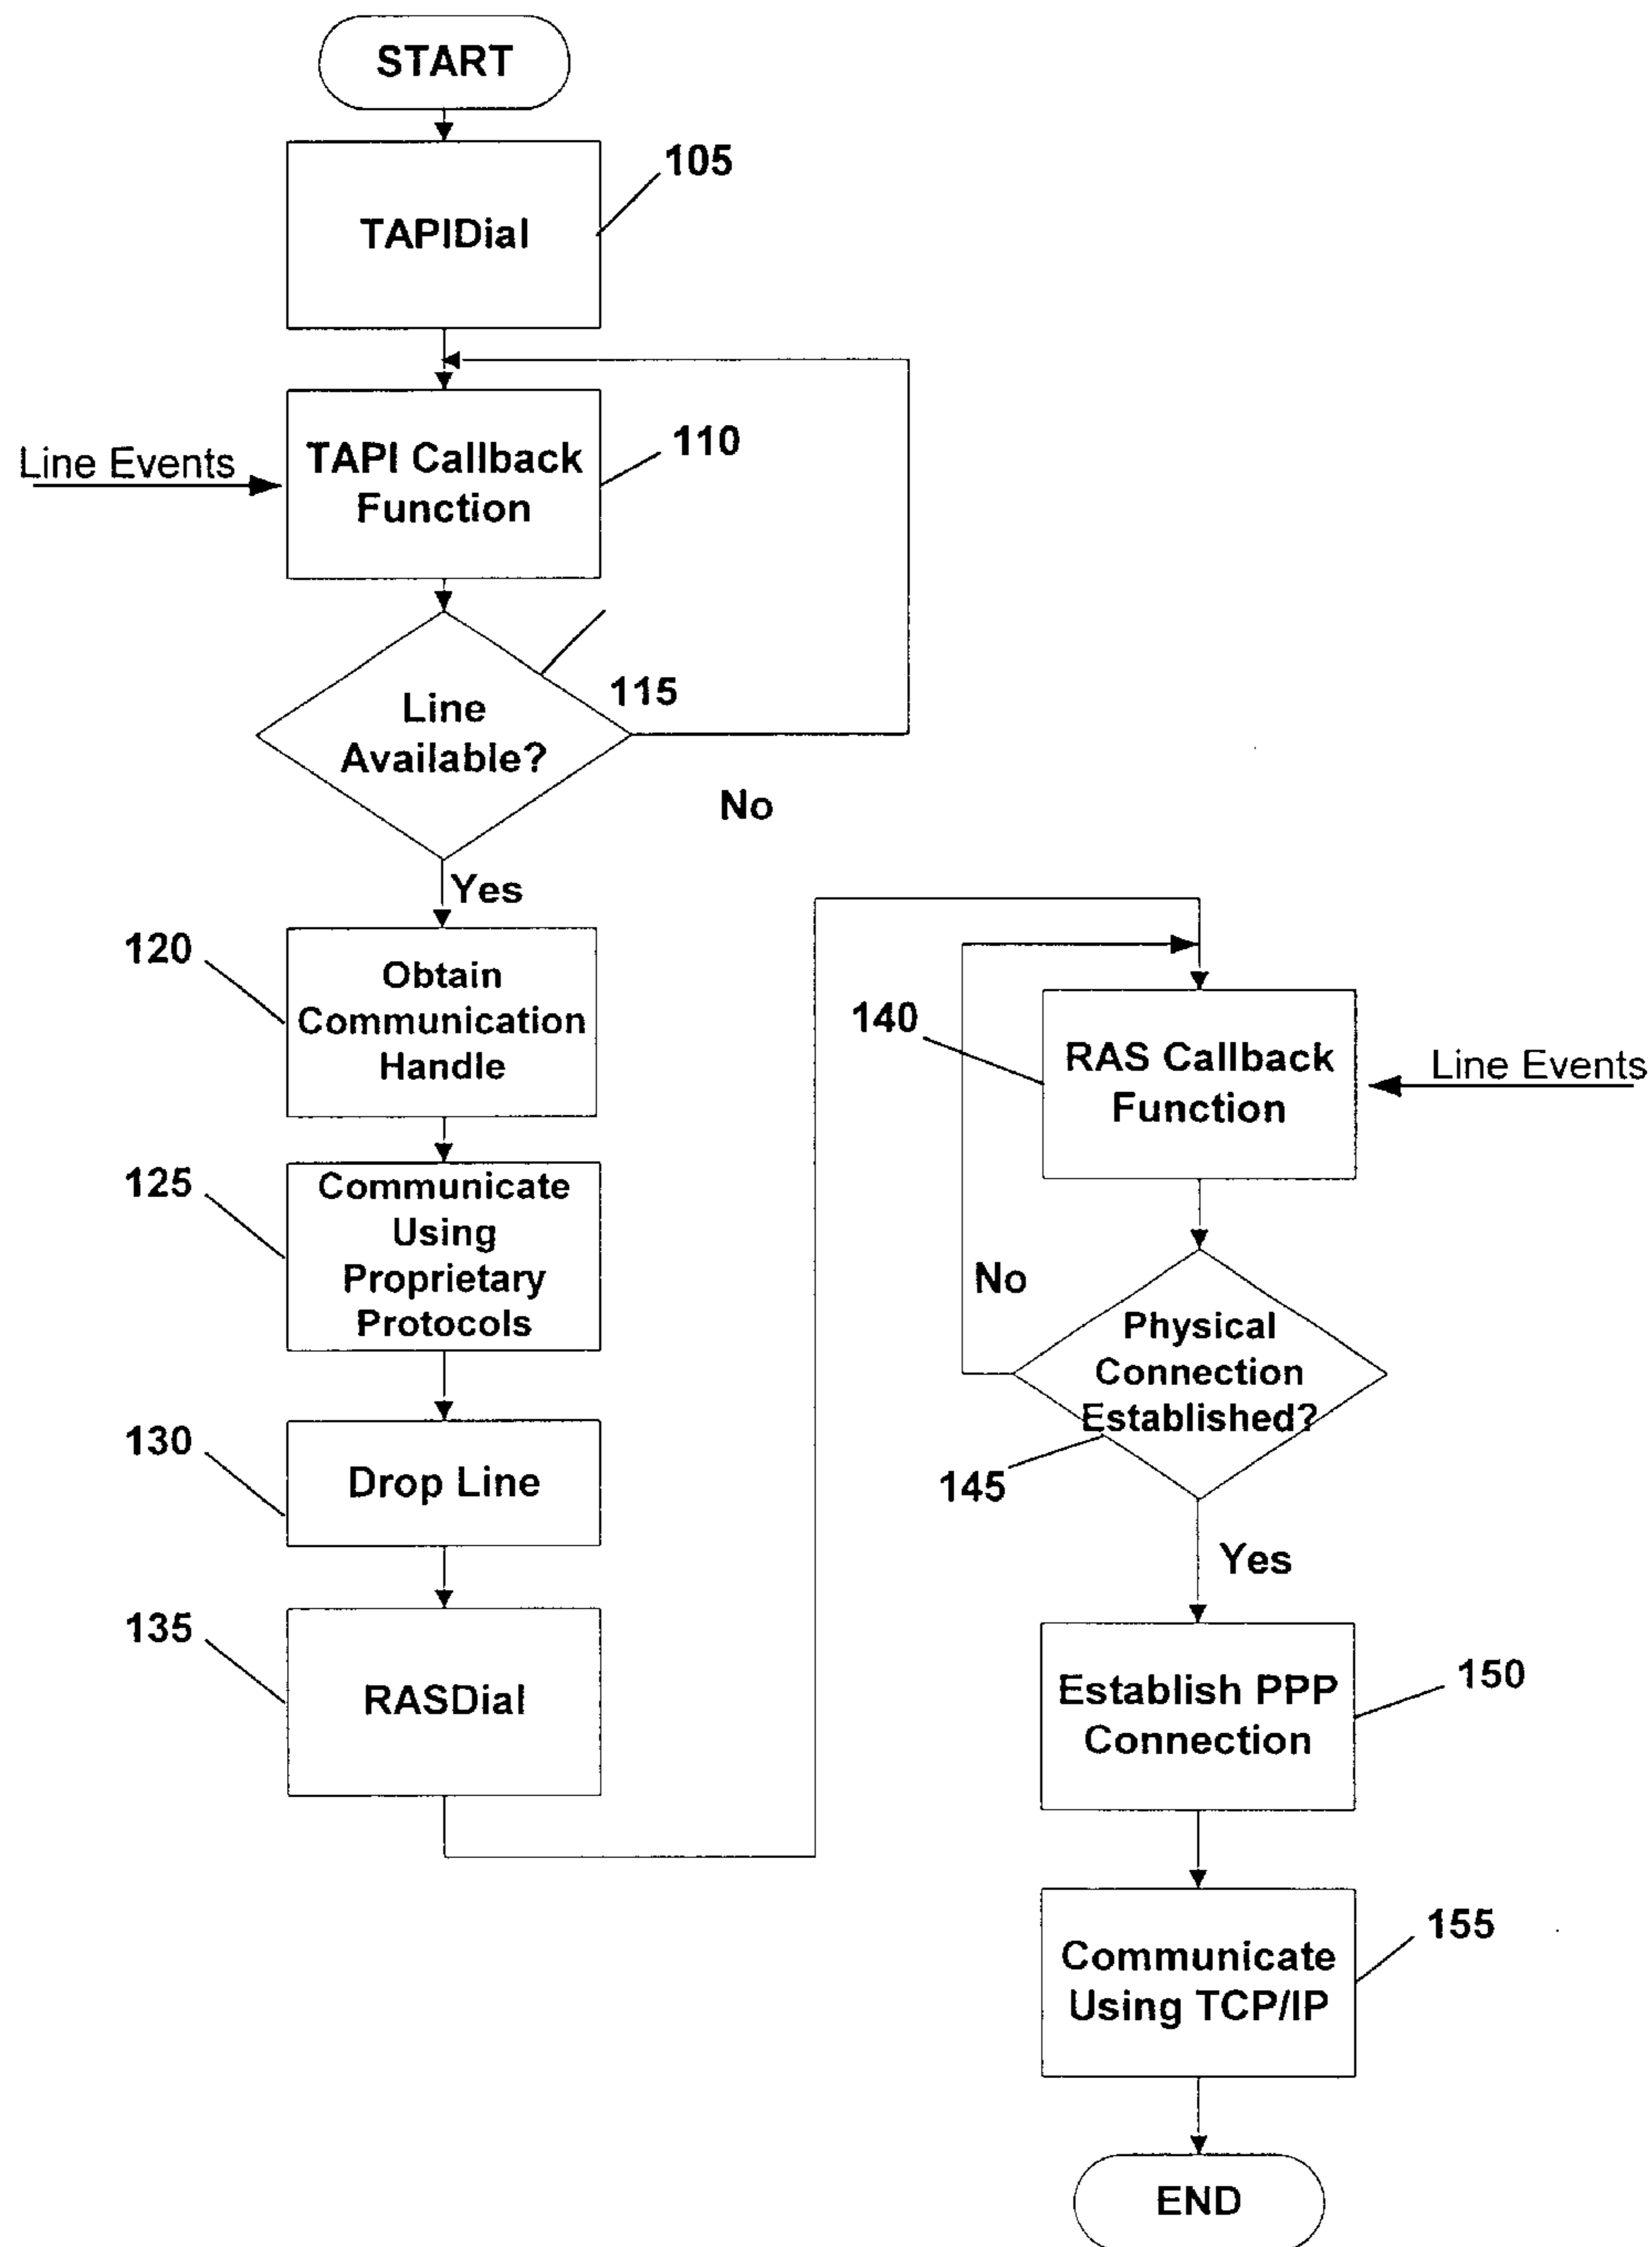 START
105
TAPIDial
Line Events
TAPI Callback
Function
110
Line
Available?
115
No
Yes
120
Obtain
Communication
Handle
125
Communicate
Using
Proprietary
Protocols
130
Drop Line
135
RASDial
140
RAS Callback
Function
Line Events
No
Physical
Connection
Established?
145
Yes
Establish PPP
Connection
150
155
Communicate
Using TCP/IP
END